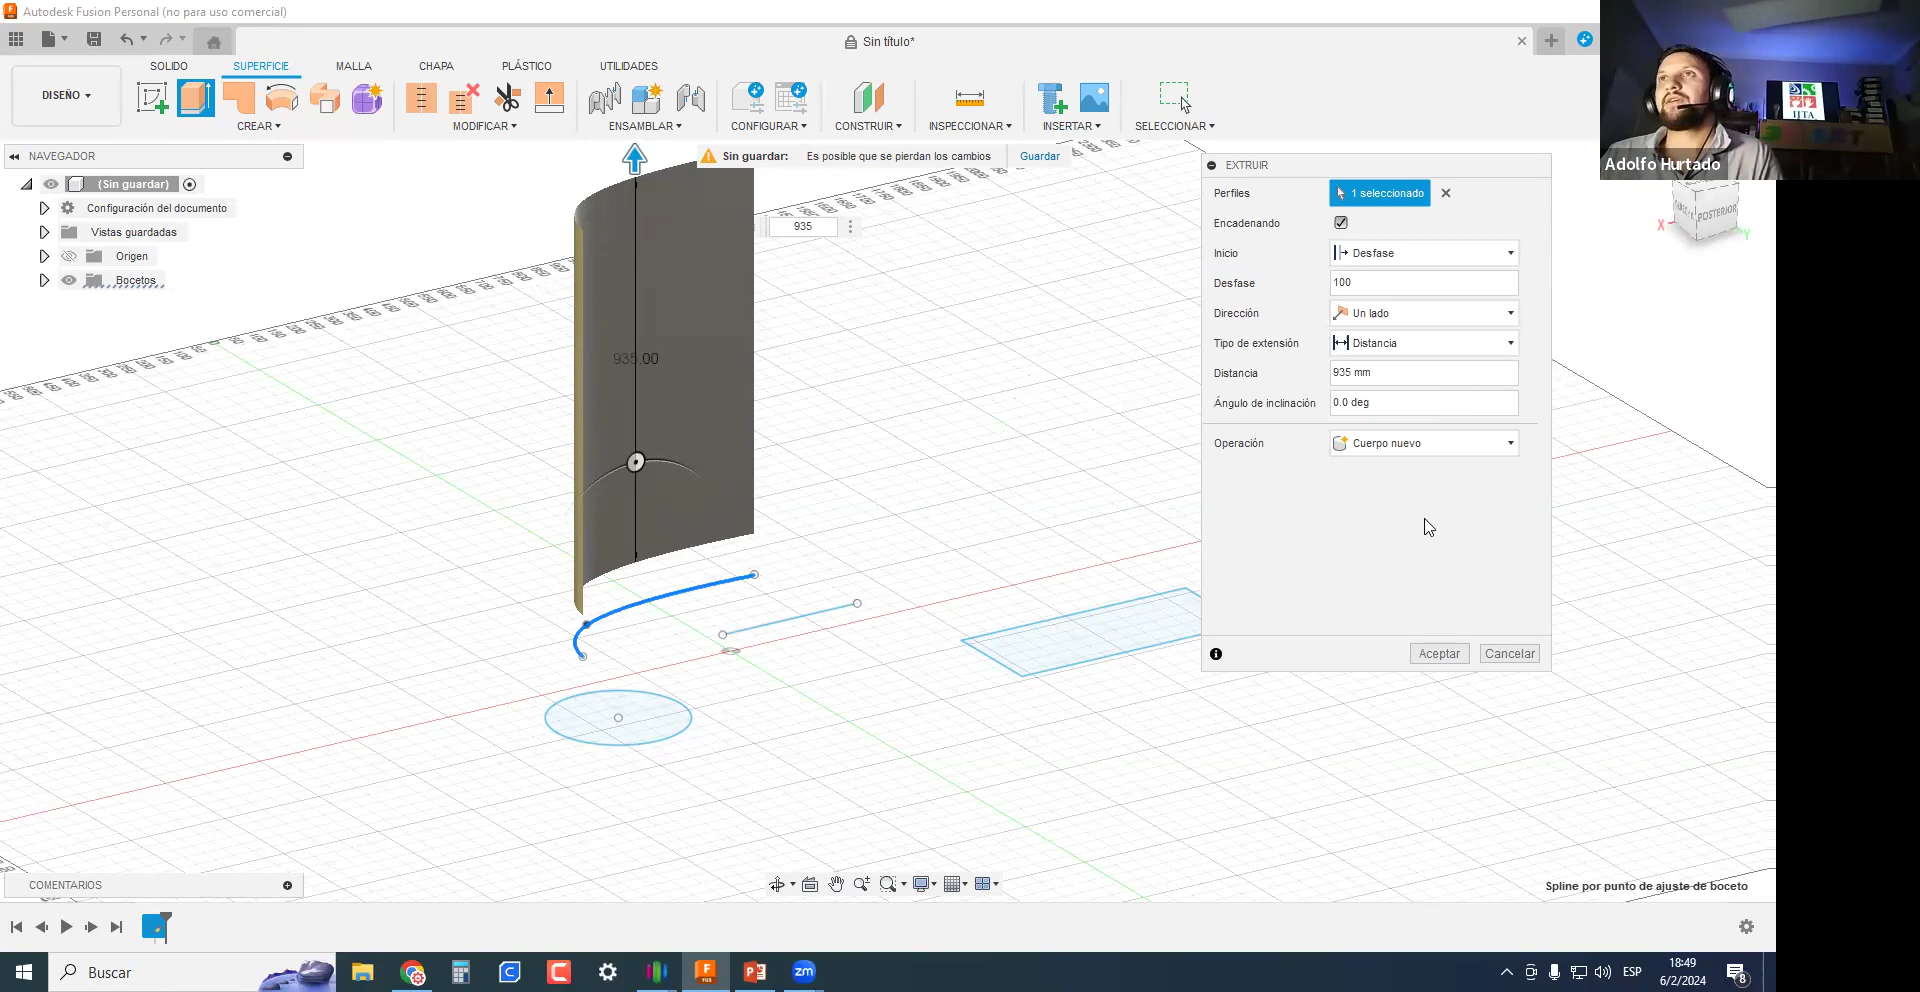 Autodesk Fusion Personal (no para uso comercial)
Sin título*
DISEÑO
SOLIDO
SUPERFICIE
MALLA
CHAPA
PLÁSTICO
UTILIDADES
CREAR
MODIFICAR
ENSAMBLAR
CONFIGURAR
CONSTRUIR
INSPECCIONAR
INSERTAR
SELECCIONAR
IJTA
Adolfo Hurtado
NAVEGADOR
(Sin guardar)
Configuración del documento
Vistas guardadas
Origen
Bocetos
Sin guardar: Es posible que se pierdan los cambios Guardar
935
935.00
EXTRUIR
Perfiles 1 seleccionado
Encadenando
Inicio Desfase
Desfase 100
Dirección Un lado
Tipo de extensión Distancia
Distancia 935 mm
Ángulo de inclinación 0.0 deg
Operación Cuerpo nuevo
Aceptar Cancelar
POSTERIOR
X
Y
COMENTARIOS
Spline por punto de ajuste de boceto
Buscar
F
FUS
zm
ESP
18:49
6/2/2024
8